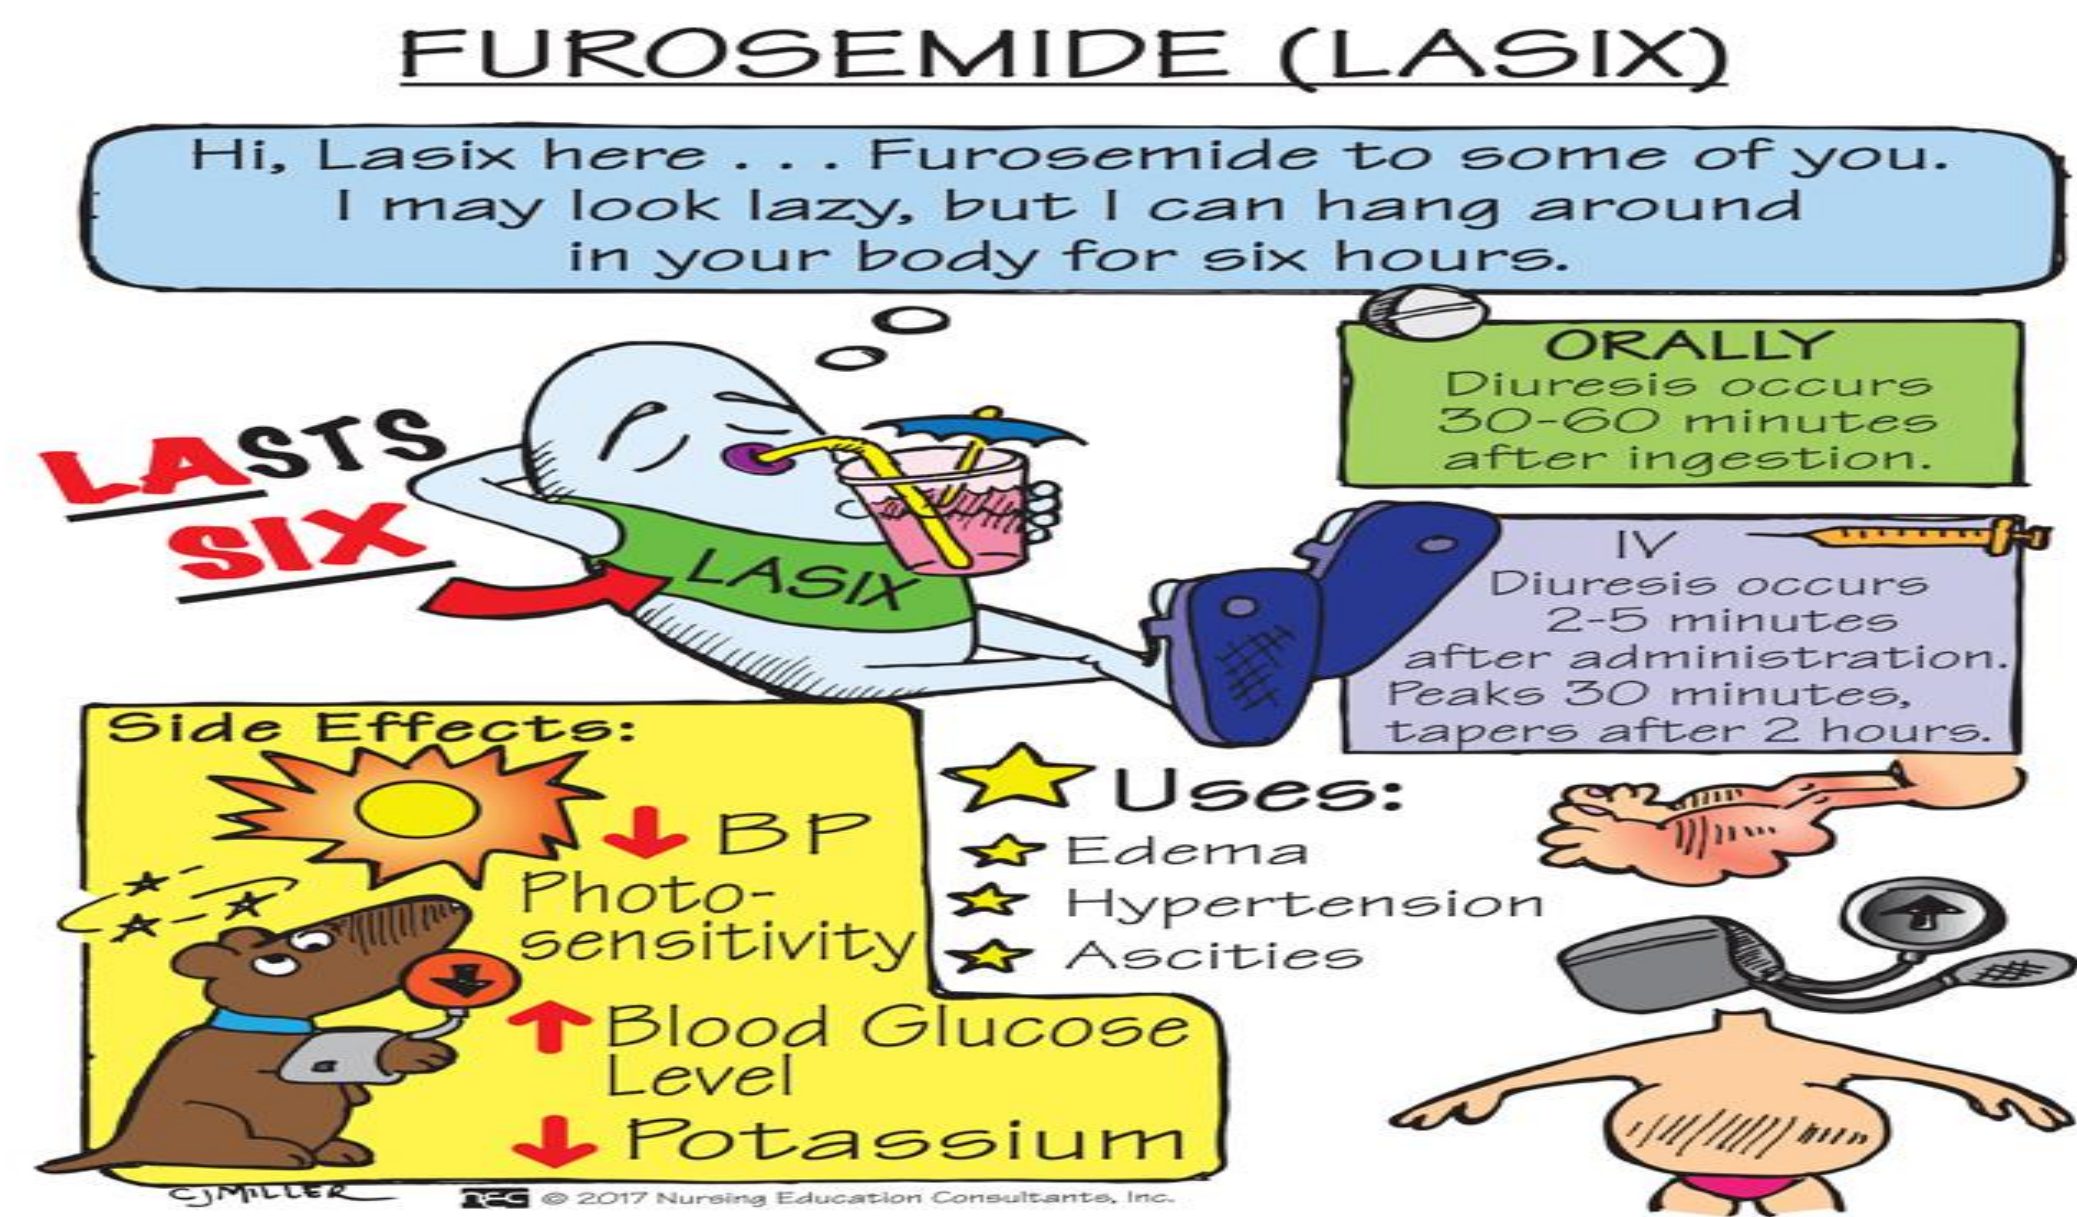 FUROSEMIDE (LASIX)
Hi, Lasix here . . . Furosemide to some of you.
I may look lazy, but I can hang around
in your body for six hours.
LASTS
SIX
LASIX
ORALLY
Diuresis occurs
30-60 minutes
after ingestion.
IV
Diuresis occurs
2-5 minutes
after administration.
Peaks 30 minutes,
tapers after 2 hours.
Side Effects:
↓ BP
Photo-
sensitivity
↑ Blood Glucose
Level
↓ Potassium
Uses:
Edema
Hypertension
Ascities
CJMILLER
nec © 2017 Nursing Education Consultants, Inc.